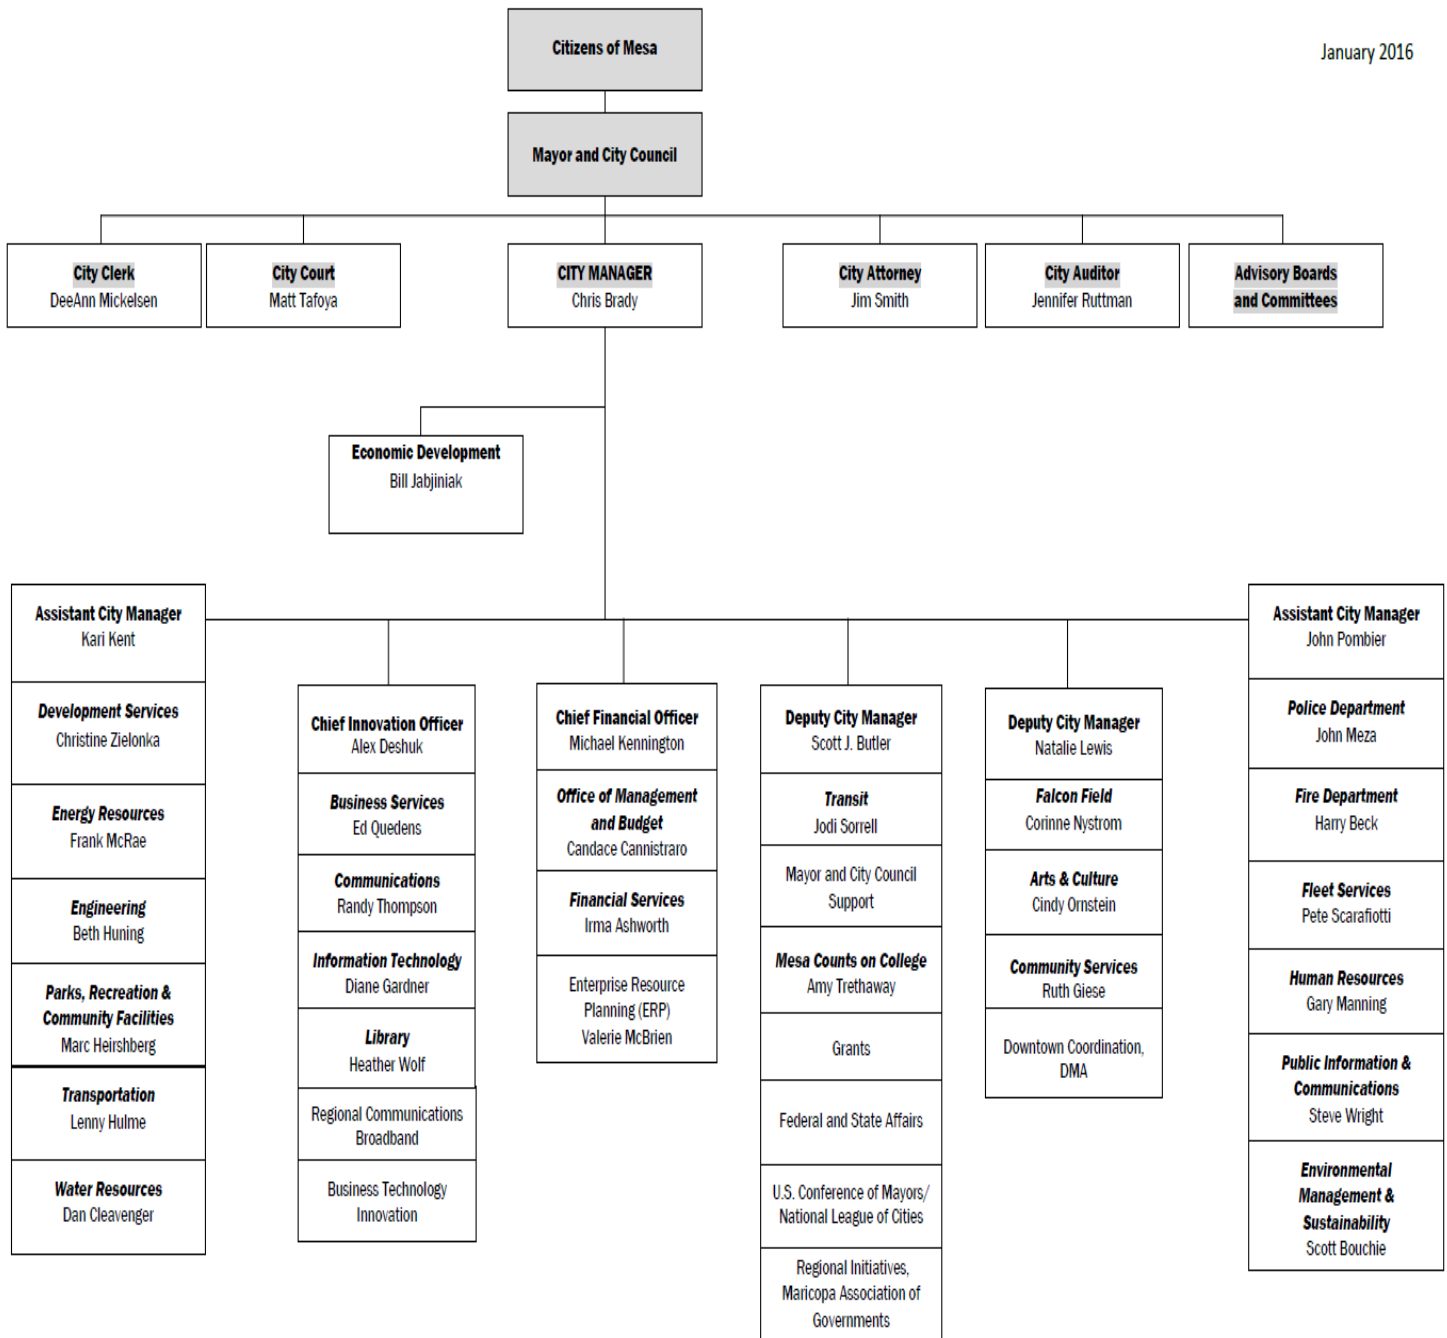 Citizens of Mesa
January 2016
Mayor and City Council
City Clerk
DeeAnn Mickelsen
City Court
Matt Tafoya
CITY MANAGER
Chris Brady
City Attorney
Jim Smith
City Auditor
Jennifer Ruttman
Advisory Boards
and Committees
Economic Development
Bill Jabjiniak
Assistant City Manager
Kari Kent
Development Services
Christine Zielonka
Energy Resources
Frank McRae
Engineering
Beth Huning
Parks, Recreation &
Community Facilities
Marc Heirshberg
Transportation
Lenny Hulme
Water Resources
Dan Cleavenger
Chief Innovation Officer
Alex Deshuk
Business Services
Ed Quedens
Communications
Randy Thompson
Information Technology
Diane Gardner
Library
Heather Wolf
Regional Communications
Broadband
Business Technology
Innovation
Chief Financial Officer
Michael Kennington
Office of Management
and Budget
Candace Cannistraro
Financial Services
Irma Ashworth
Enterprise Resource
Planning (ERP)
Valerie McBrien
Deputy City Manager
Scott J. Butler
Transit
Jodi Sorrell
Mayor and City Council
Support
Mesa Counts on College
Amy Trethaway
Grants
Federal and State Affairs
U.S. Conference of Mayors/
National League of Cities
Regional Initiatives,
Maricopa Association of
Governments
Deputy City Manager
Natalie Lewis
Falcon Field
Corinne Nystrom
Arts & Culture
Cindy Ornstein
Community Services
Ruth Giese
Downtown Coordination,
DMA
Assistant City Manager
John Pombier
Police Department
John Meza
Fire Department
Harry Beck
Fleet Services
Pete Scarafiotti
Human Resources
Gary Manning
Public Information &
Communications
Steve Wright
Environmental
Management &
Sustainability
Scott Bouchie